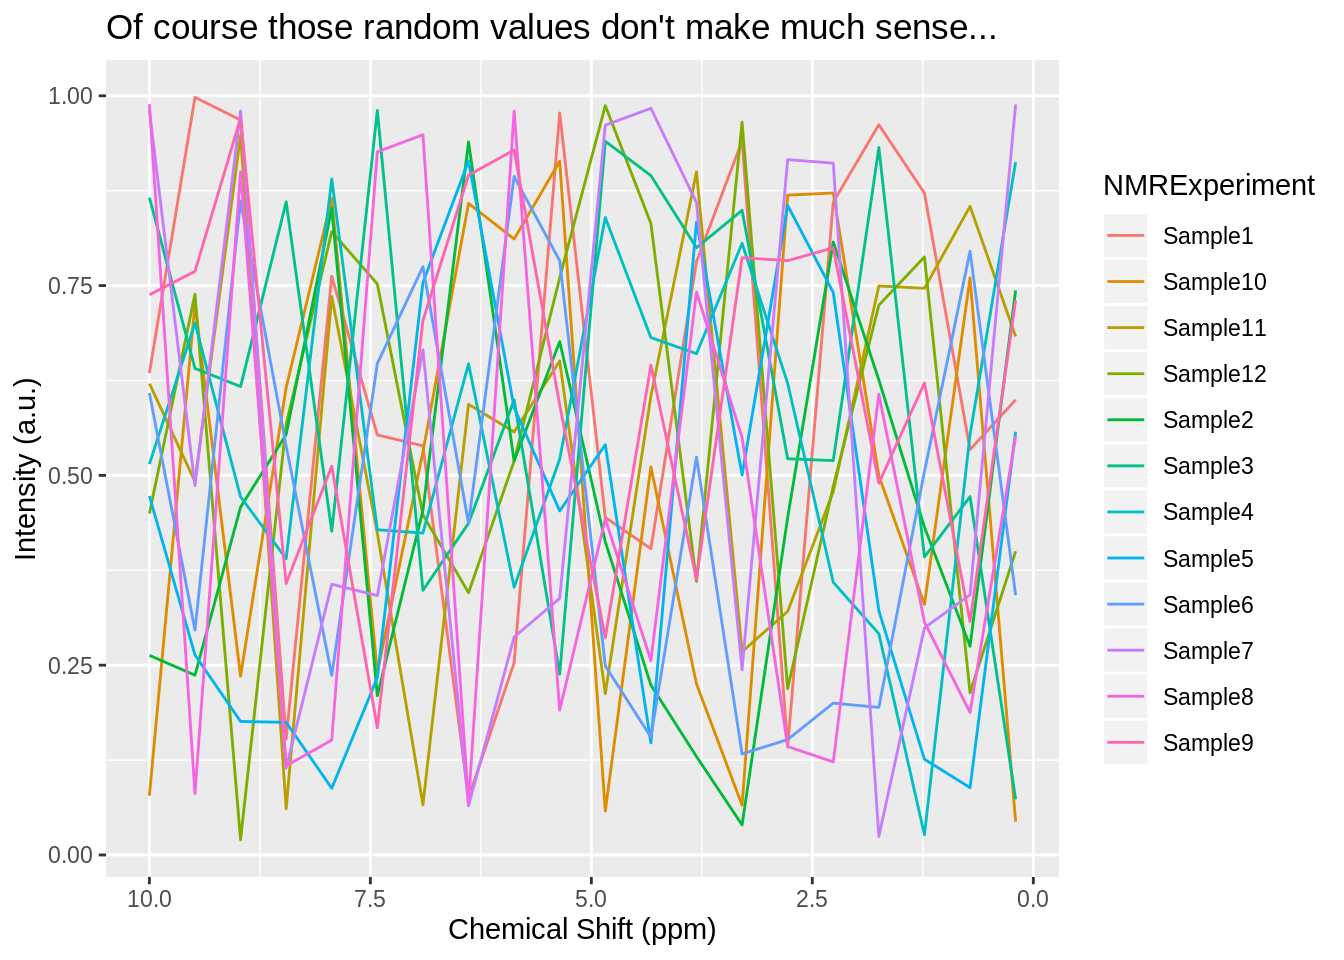 Of course those random values don't make much sense...
1.00
0.75
0.50
0.25
0.00
Intensity (a.u.)
10.0
7.5
5.0
2.5
0.0
Chemical Shift (ppm)
NMRExperiment
Sample1
Sample10
Sample11
Sample12
Sample2
Sample3
Sample4
Sample5
Sample6
Sample7
Sample8
Sample9